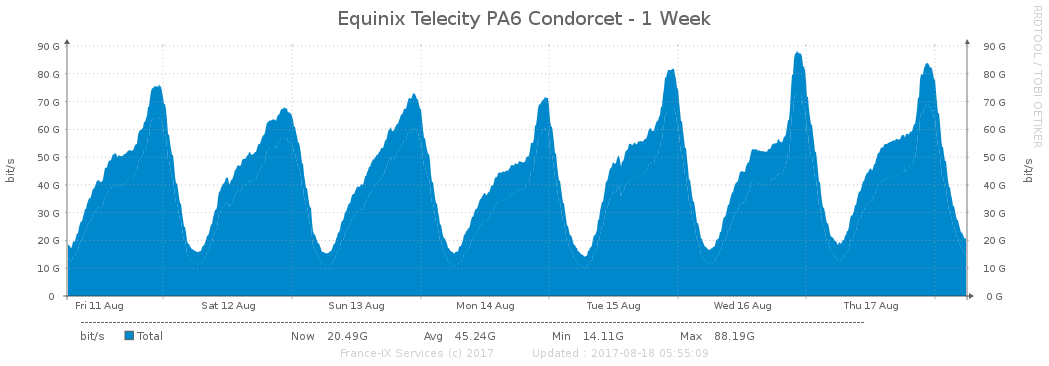 Equinix Telecity PA6 Condorcet - 1 Week
RRDTOOL / TOBI OETIKER
bit/s
90 G 90 G
80 G 80 G
70 G 70 G
60 G 60 G
50 G 50 G
40 G 40 G
30 G 30 G
20 G 20 G
10 G 10 G
0 0 G
bit/s
Fri 11 Aug Sat 12 Aug Sun 13 Aug Mon 14 Aug Tue 15 Aug Wed 16 Aug Thu 17 Aug
bit/s Total Now 20.49G Avg 45.24G Min 14.11G Max 88.19G
France-IX Services (c) 2017 Updated : 2017-08-18 05:55:09